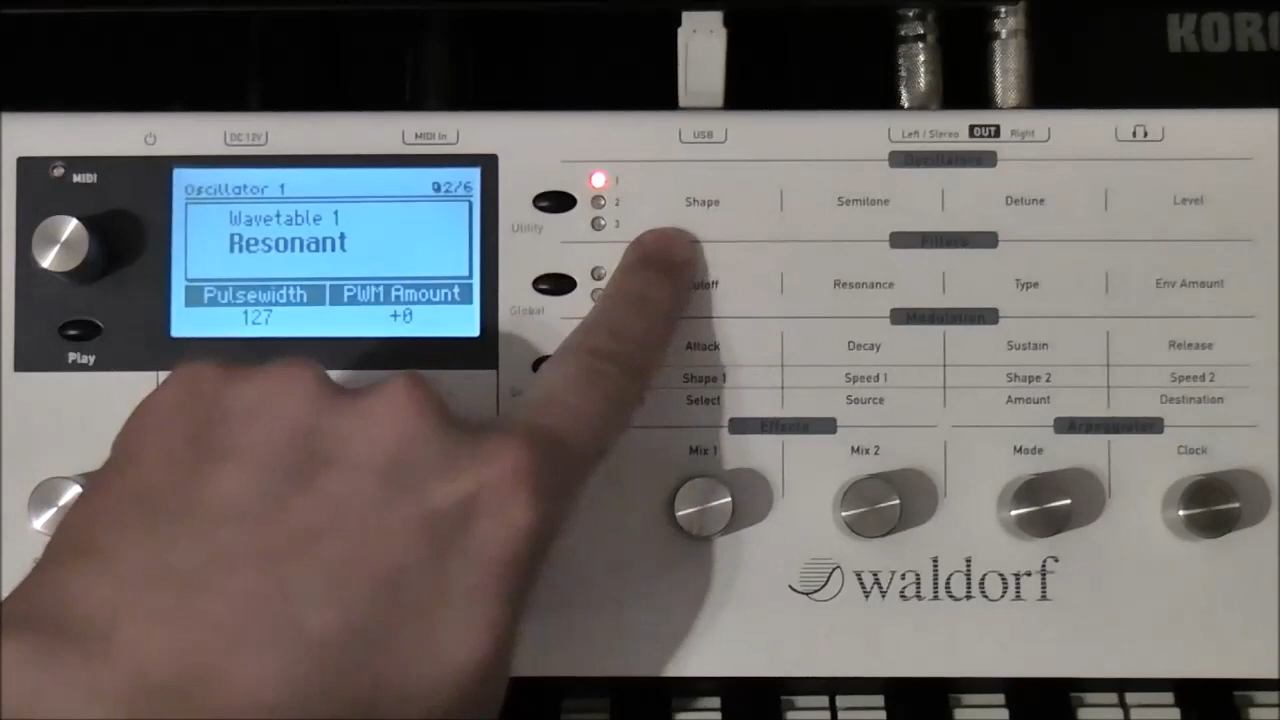 KORG
DC 12V
MIDI In
USB
Left / Stereo OUT Right
MIDI
Oscillators
Oscillator 1 02/6
Wavetable 1
Resonant
Pulsewidth PWM Amount
127 +0
1
2
3
Utility
Shape Semitone Detune Level
Filters
Global
Resonance Type Env Amount
Modulation
Play
Attack Decay Sustain Release
Shape 1 Speed 1 Shape 2 Speed 2
Select Source Amount Destination
Effects Arpeggiator
Mix 1 Mix 2 Mode Clock
waldorf